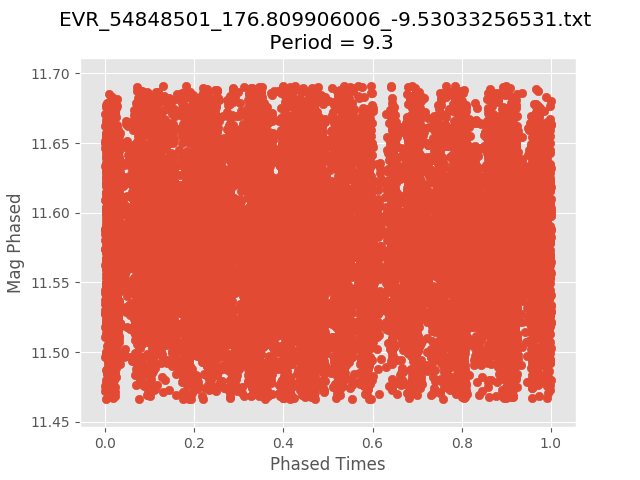 EVR_54848501_176.809906006_-9.53033256531.txt
Period = 9.3
11.70
11.65
11.60
11.55
11.50
11.45
Mag Phased
0.0 0.2 0.4 0.6 0.8 1.0
Phased Times